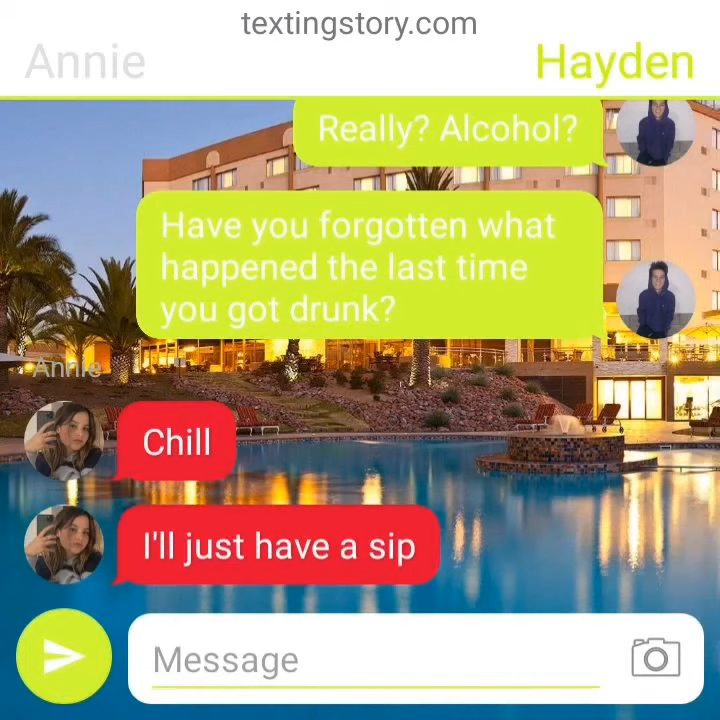 textingstory.com
Annie
Hayden
Really? Alcohol?
Have you forgotten what
happened the last time
you got drunk?
Annie
Chill
I'll just have a sip
Message